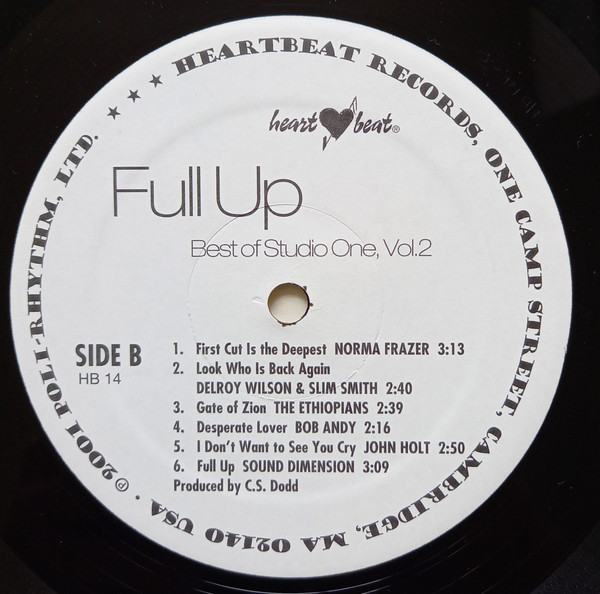 ★ ★ ★ HEARTBEAT RECORDS, ONE CAMP STREET, CAMBRIDGE, MA 02140 USA · ℗2001 POLI-RHYTHM, LTD.
heart beat®
Full Up
Best of Studio One, Vol.2
SIDE B
HB 14
1. First Cut Is the Deepest NORMA FRAZER 3:13
2. Look Who Is Back Again
DELROY WILSON & SLIM SMITH 2:40
3. Gate of Zion THE ETHIOPIANS 2:39
4. Desperate Lover BOB ANDY 2:16
5. I Don't Want to See You Cry JOHN HOLT 2:50
6. Full Up SOUND DIMENSION 3:09
Produced by C.S. Dodd